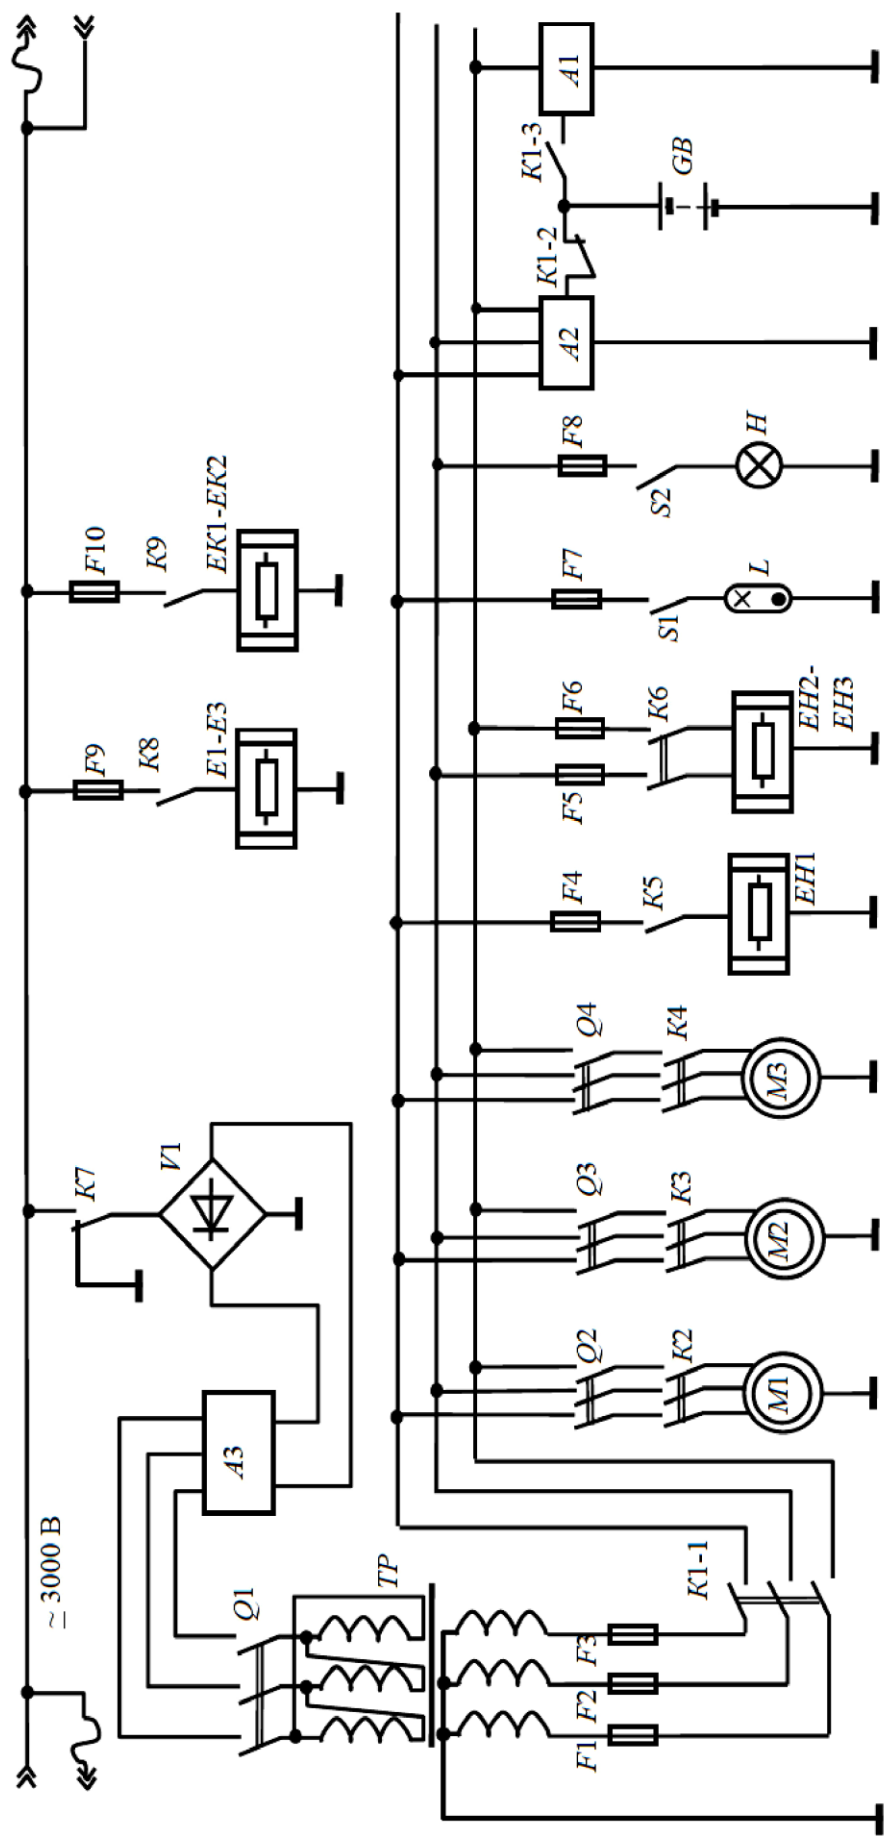 ≃ 3000 В
F9
F10
K7
K8
K9
V1
E1-E3
EK1-EK2
A3
Q1
TP
F1
F2
F3
K1-1
Q2
Q3
Q4
F4
F5
F6
F7
F8
K1-2
K1-3
A2
A1
K2
K3
K4
K5
K6
S1
S2
GB
M1
M2
M3
EH1
EH2-
EH3
L
H